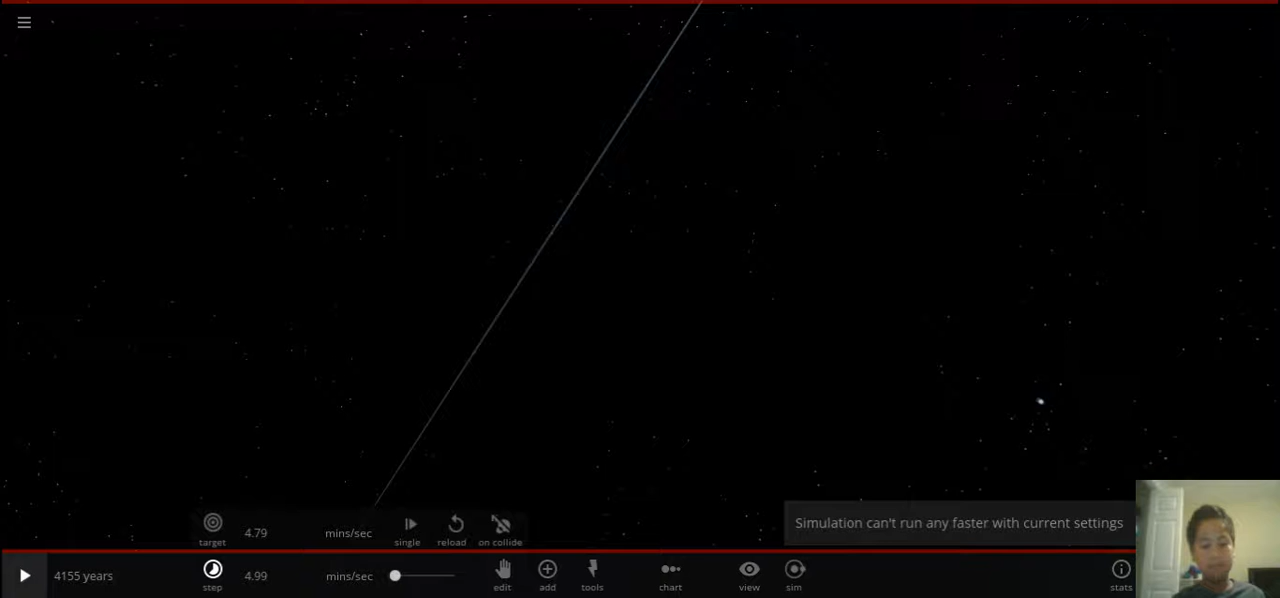 Simulation can't run any faster with current settings
4.79 mins/sec
target single reload on collide
4155 years 4.99 mins/sec
step edit add tools chart view sim stats